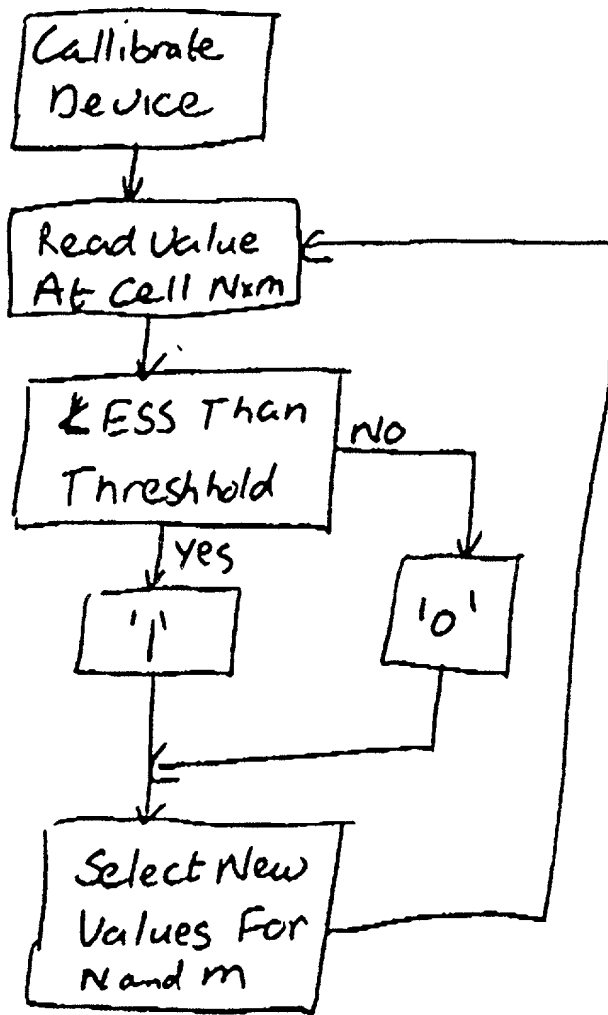 Callibrate
Device
Read Value
At Cell Nxm
LESS Than
Threshhold
No
Yes
'1'
'0'
Select New
Values For
N and m